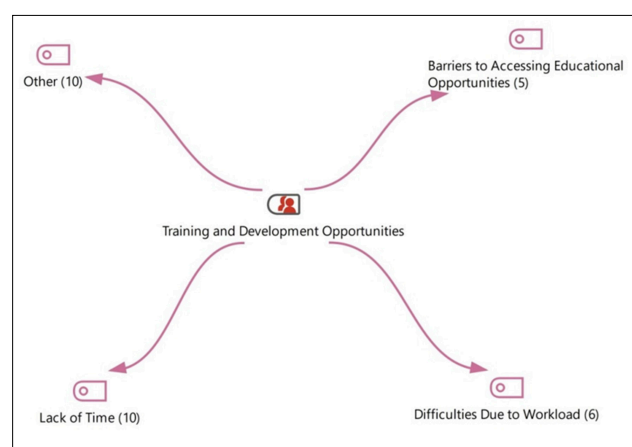 Other (10)
Barriers to Accessing Educational
Opportunities (5)
Training and Development Opportunities
Lack of Time (10)
Difficulties Due to Workload (6)